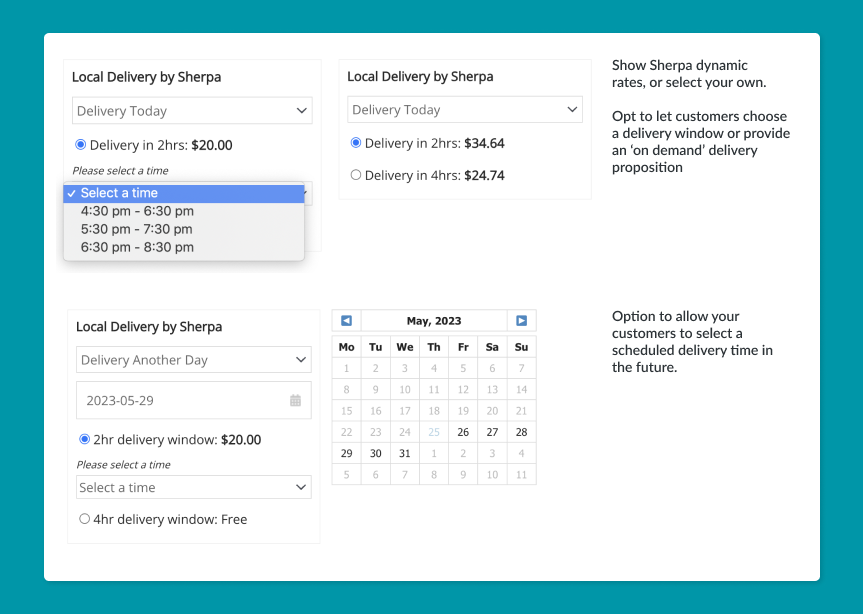 Local Delivery by Sherpa
Delivery Today
Delivery in 2hrs: $20.00
Please select a time
✓ Select a time
4:30 pm - 6:30 pm
5:30 pm - 7:30 pm
6:30 pm - 8:30 pm
Local Delivery by Sherpa
Delivery Today
Delivery in 2hrs: $34.64
Delivery in 4hrs: $24.74
Show Sherpa dynamic
rates, or select your own.
Opt to let customers choose
a delivery window or provide
an ‘on demand’ delivery
proposition
Local Delivery by Sherpa
Delivery Another Day
2023-05-29
2hr delivery window: $20.00
Please select a time
Select a time
4hr delivery window: Free
May, 2023
Mo Tu We Th Fr Sa Su
1 2 3 4 5 6 7
8 9 10 11 12 13 14
15 16 17 18 19 20 21
22 23 24 25 26 27 28
29 30 31 1 2 3 4
5 6 7 8 9 10 11
Option to allow your
customers to select a
scheduled delivery time in
the future.